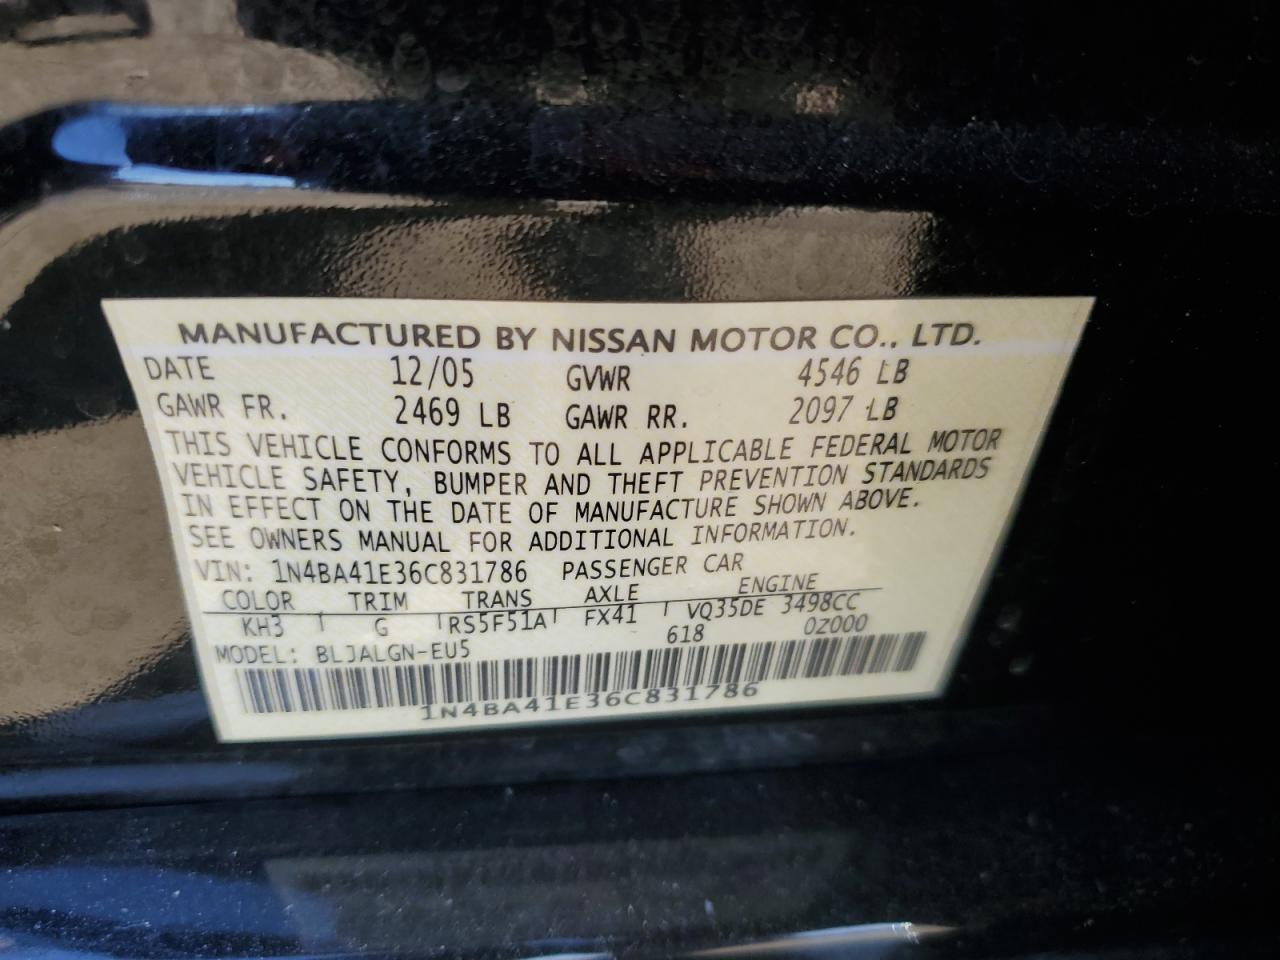 MANUFACTURED BY NISSAN MOTOR CO., LTD.
DATE 12/05 GVWR 4546 LB
GAWR FR. 2469 LB GAWR RR. 2097 LB
THIS VEHICLE CONFORMS TO ALL APPLICABLE FEDERAL MOTOR
VEHICLE SAFETY, BUMPER AND THEFT PREVENTION STANDARDS
IN EFFECT ON THE DATE OF MANUFACTURE SHOWN ABOVE.
SEE OWNERS MANUAL FOR ADDITIONAL INFORMATION.
VIN: 1N4BA41E36C831786 PASSENGER CAR
COLOR TRIM TRANS AXLE ENGINE
KH3 G RS5F51A FX41 VQ35DE 3498CC
MODEL: BLJALGN-EU5 618 0Z000
1N4BA41E36C831786